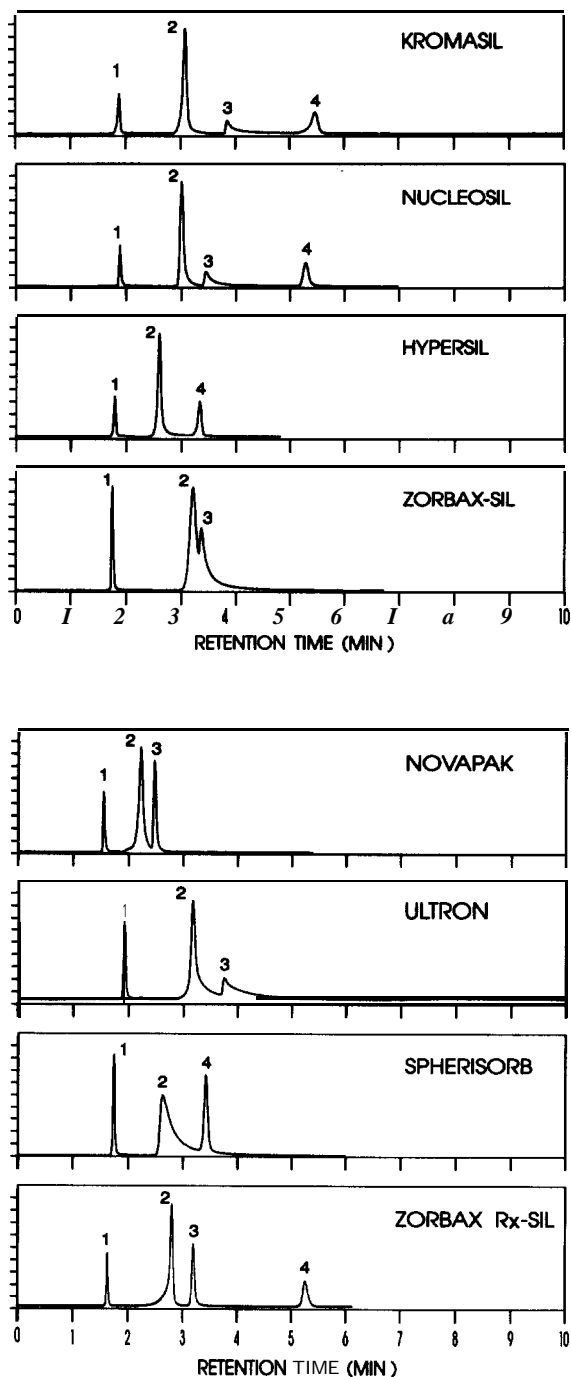 2
KROMASIL
1
3
4
2
NUCLEOSIL
1
3
4
2
HYPERSIL
1
4
1
2
ZORBAX-SIL
3
0 I 2 3 4 5 6 I a 9 10
RETENTION TIME (MIN)
2
3
NOVAPAK
1
2
1
ULTRON
3
1
4
SPHERISORB
2
2
ZORBAX Rx-SIL
1
3
4
0 1 2 3 4 5 6 7 8 9 10
RETENTION TIME (MIN)